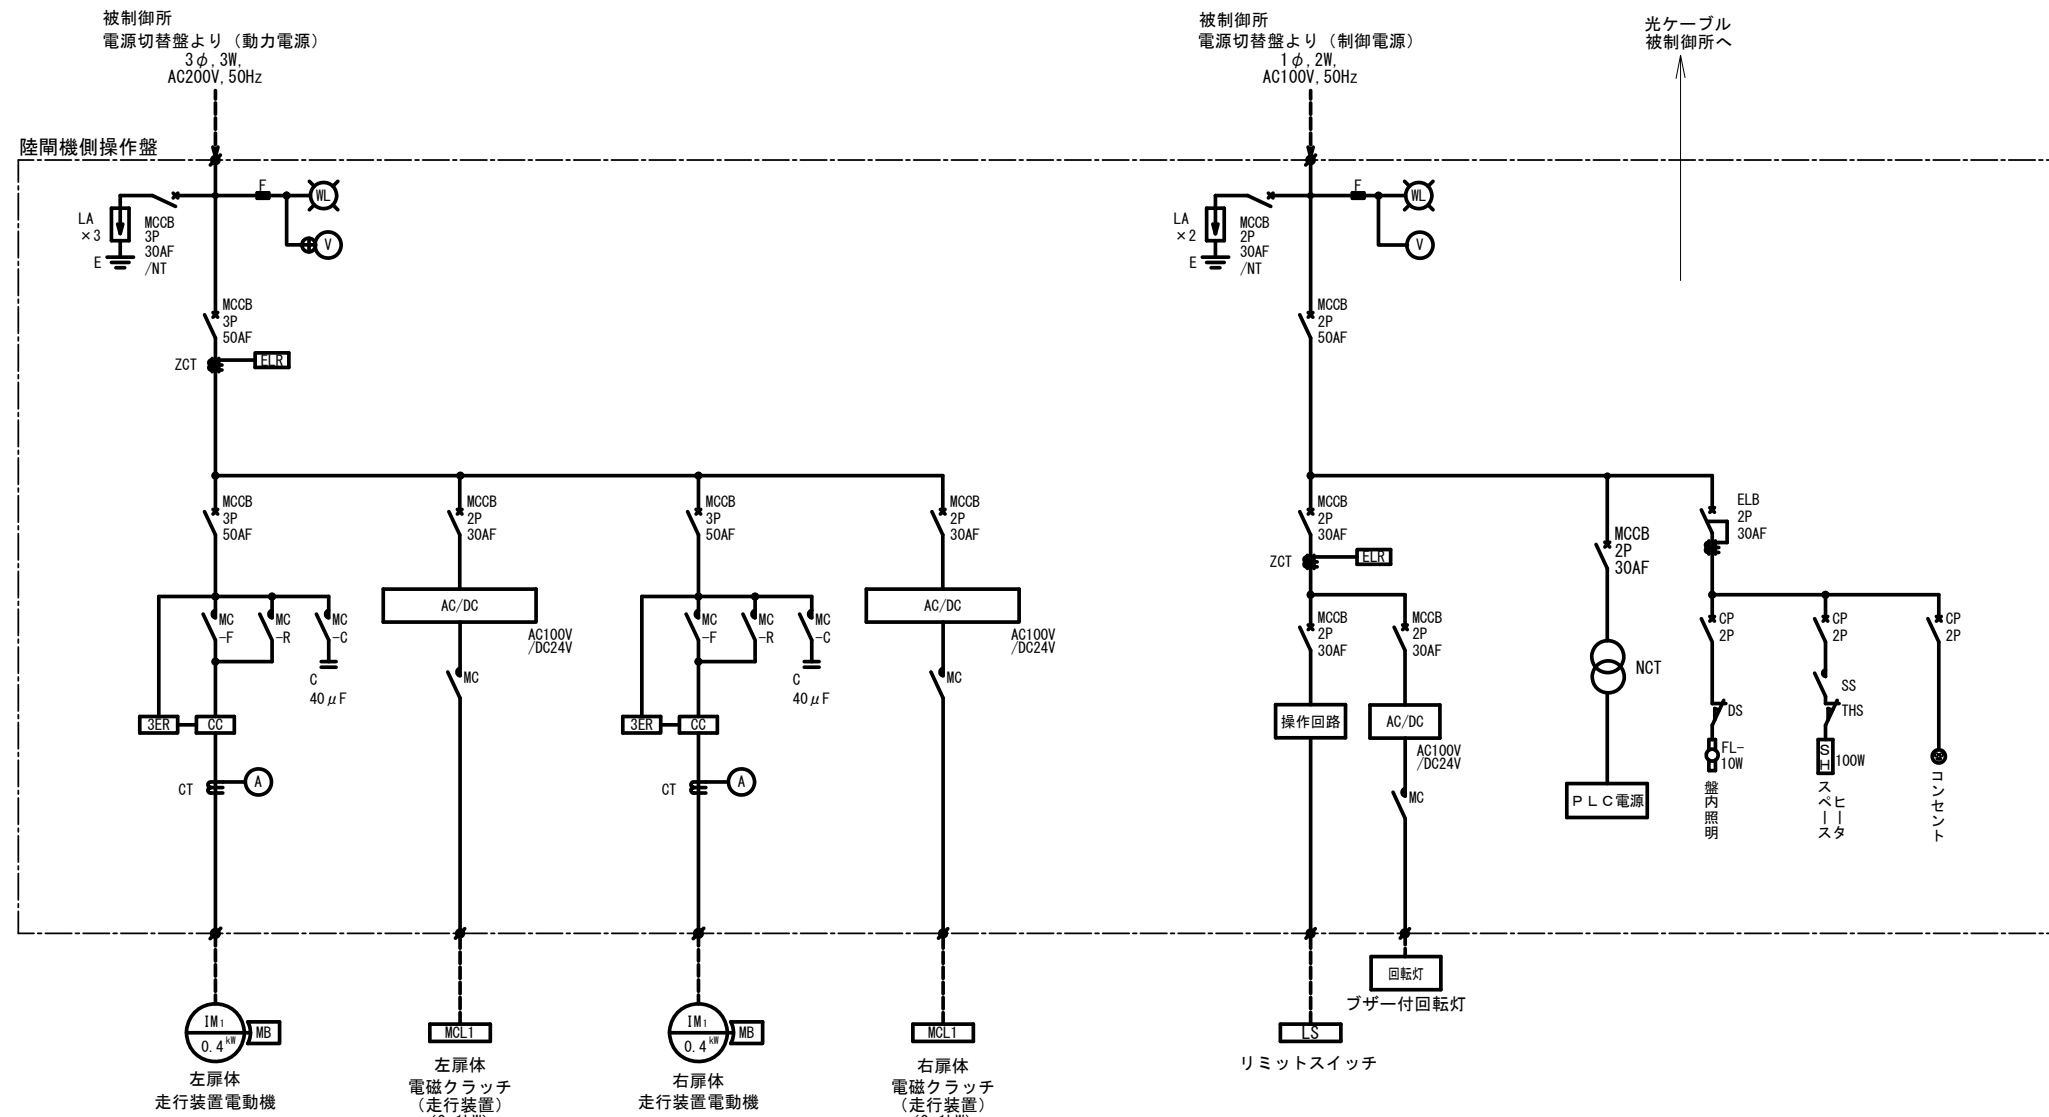 被制御所
電源切替盤より（動力電源）
3φ,3W,
AC200V,50Hz
被制御所
電源切替盤より（制御電源）
1φ,2W,
AC100V,50Hz
光ケーブル
被制御所へ
陸閘機側操作盤
LA
×3
E
MCCB
3P
30AF
/NT
F
WL
V
MCCB
3P
50AF
ZCT
ELR
LA
×2
E
MCCB
2P
30AF
/NT
F
WL
V
MCCB
2P
50AF
MCCB
3P
50AF
MCCB
2P
30AF
MCCB
3P
50AF
MCCB
2P
30AF
MCCB
2P
30AF
ZCT
ELR
MCCB
2P
30AF
ELB
2P
30AF
MC
-F
MC
-R
MC
-C
C
40μF
3ER
CC
CT
A
AC/DC
AC100V
/DC24V
MC
MC
-F
MC
-R
MC
-C
C
40μF
3ER
CC
CT
A
AC/DC
AC100V
/DC24V
MC
MCCB
2P
30AF
MCCB
2P
30AF
操作回路
AC/DC
AC100V
/DC24V
MC
NCT
PLC電源
CP
2P
CP
2P
CP
2P
DS
FL-
10W
盤内照明
SS
THS
SH
100W
スペース
ヒータ
コンセント
IM1
0.4kW
MB
左扉体
走行装置電動機
MCL1
左扉体
電磁クラッチ
（走行装置）
IM1
0.4kW
MB
右扉体
走行装置電動機
MCL1
右扉体
電磁クラッチ
（走行装置）
LS
リミットスイッチ
回転灯
ブザー付回転灯